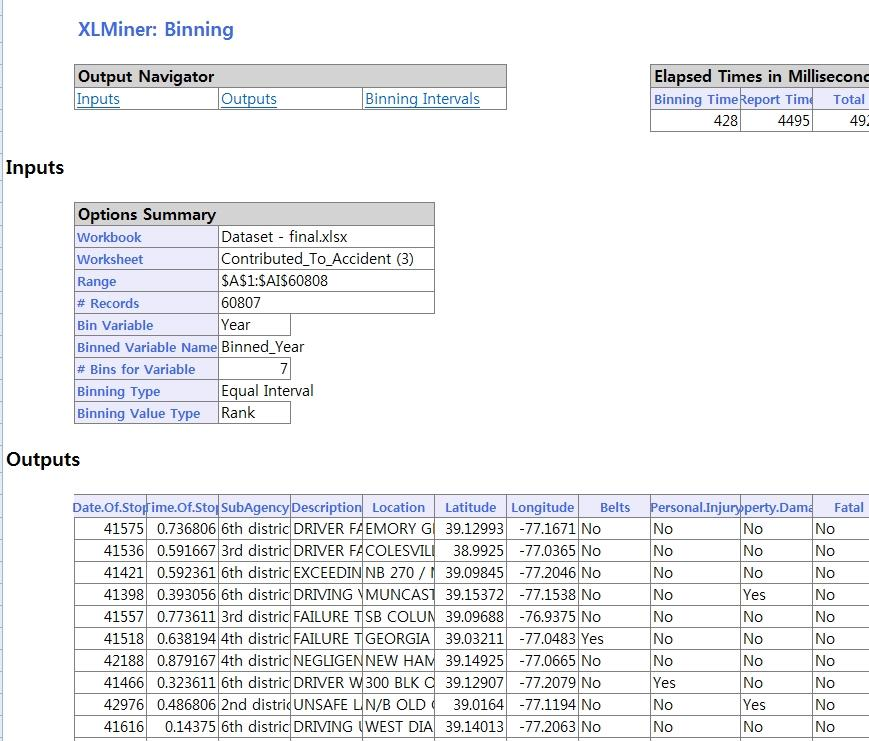 XLMiner: Binning
Output Navigator
Inputs Outputs Binning Intervals
Elapsed Times in Millisecond
Binning Time Report Time Total
428 4495 492
Inputs
Options Summary
Workbook Dataset - final.xlsx
Worksheet Contributed_To_Accident (3)
Range $A$1:$AI$60808
# Records 60807
Bin Variable Year
Binned Variable Name Binned_Year
# Bins for Variable 7
Binning Type Equal Interval
Binning Value Type Rank
Outputs
Date.Of.Stop Time.Of.Stop SubAgency Description Location Latitude Longitude Belts Personal.Injury operty.Dama Fatal
41575 0.736806 6th distric DRIVER FA EMORY G 39.12993 -77.1671 No No No No
41536 0.591667 3rd distric DRIVER FA COLESVILL 38.9925 -77.0365 No No No No
41421 0.592361 6th distric EXCEEDIN NB 270 / 39.09845 -77.2046 No No No No
41398 0.393056 6th distric DRIVING MUNCAST 39.15372 -77.1538 No No Yes No
41557 0.773611 3rd distric FAILURE T SB COLUM 39.09688 -76.9375 No No No No
41518 0.638194 4th distric FAILURE T GEORGIA 39.03211 -77.0483 Yes No No No
42188 0.879167 4th distric NEGLIGEN NEW HAM 39.14925 -77.0665 No No No No
41466 0.323611 6th distric DRIVER W 300 BLK O 39.12907 -77.2079 No Yes No No
42976 0.486806 2nd distric UNSAFE L N/B OLD 39.0164 -77.1194 No No Yes No
41616 0.14375 6th distric DRIVING WEST DIA 39.14013 -77.2063 No No No No